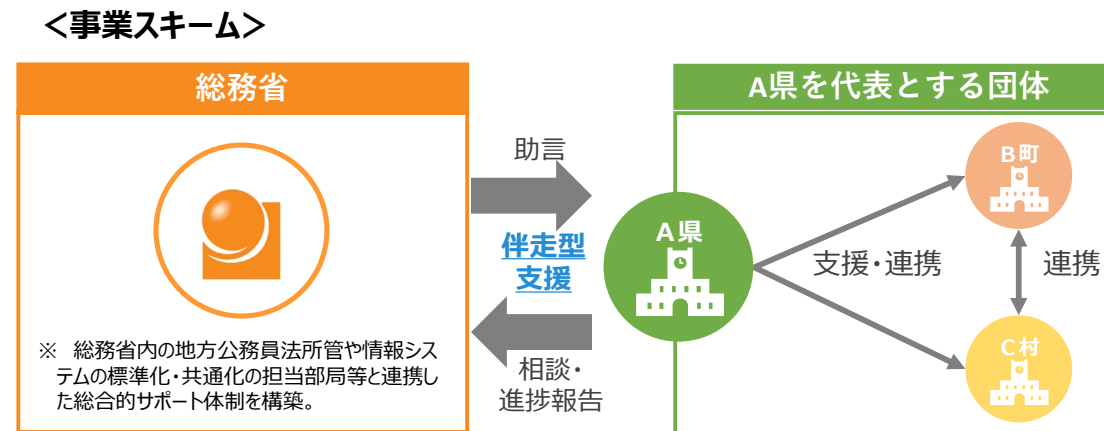 ＜事業スキーム＞
総務省
※　総務省内の地方公務員法所管や情報シス
テムの標準化・共通化の担当部局等と連携し
た総合的サポート体制を構築。
助言
伴走型
支援
相談・
進捗報告
A県を代表とする団体
A県
B町
支援・連携
連携
C村